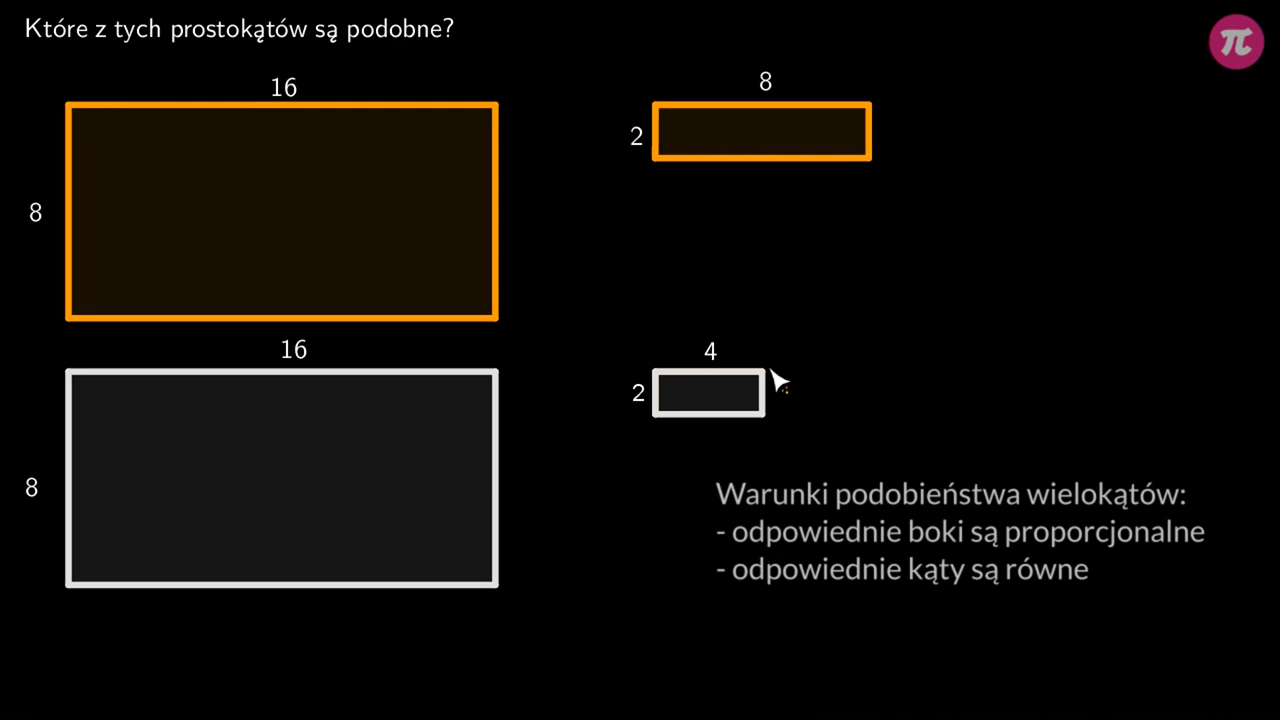 Które z tych prostokątów są podobne?
16
8
8
2
16
8
4
2
Warunki podobieństwa wielokątów:
- odpowiednie boki są proporcjonalne
- odpowiednie kąty są równe
π